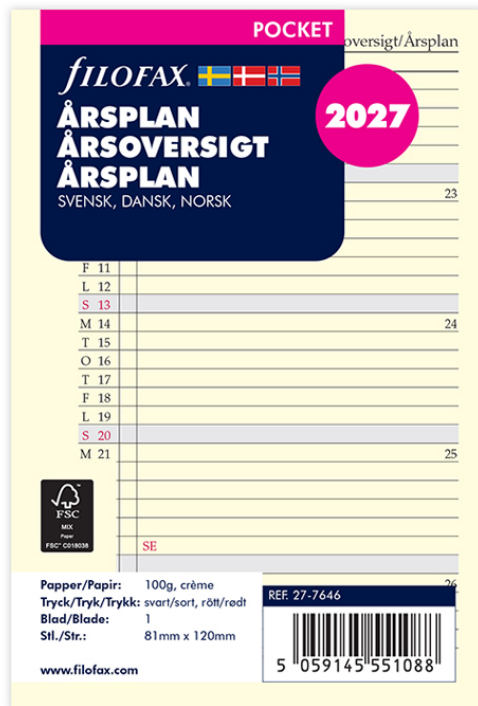 POCKET
oversigt/Årsplan
fILOFAX
ÅRSPLAN
ÅRSOVERSIGT
ÅRSPLAN
SVENSK, DANSK, NORSK
2027
23
F 11
L 12
S 13
M 14 24
T 15
O 16
T 17
F 18
L 19
S 20
M 21 25
FSC
MIX
Paper
FSC® C018038
SE
26
Papper/Papir: 100g, crème
Tryck/Tryk/Trykk: svart/sort, rött/rødt
Blad/Blade: 1
Stl./Str.: 81mm x 120mm
www.filofax.com
REF. 27-7646
5 059145 551088